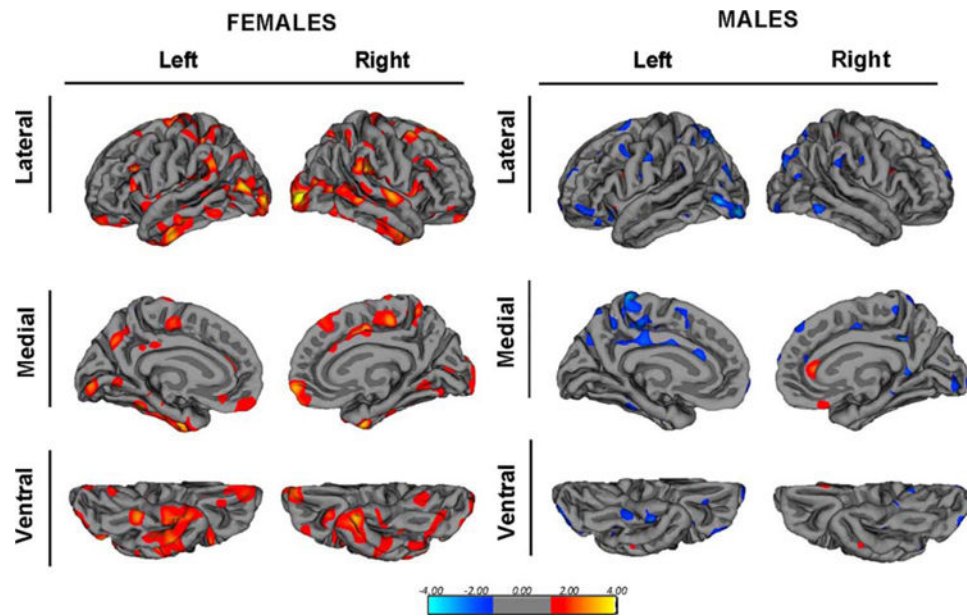 FEMALES
MALES
Left Right
Left Right
Lateral
Lateral
Medial
Medial
Ventral
Ventral
-4.00 -2.00 0.00 2.00 4.00